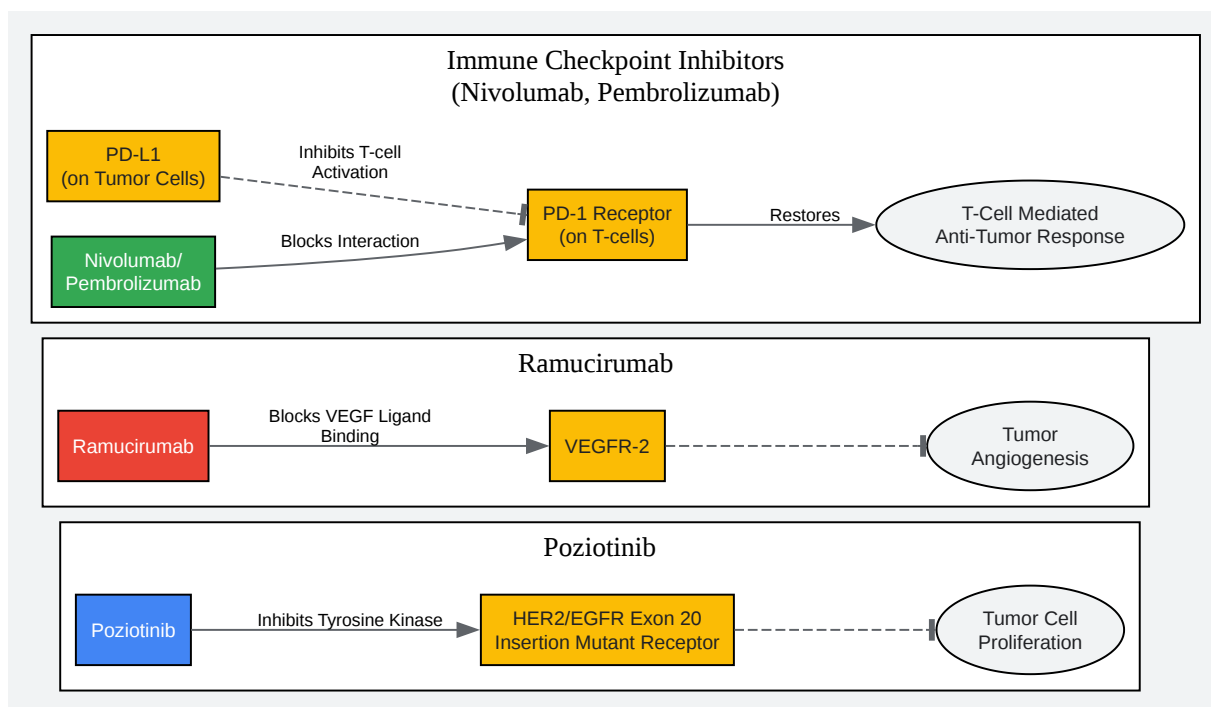 Immune Checkpoint Inhibitors
(Nivolumab, Pembrolizumab)
PD-L1
(on Tumor Cells)
Inhibits T-cell
Activation
Nivolumab/
Pembrolizumab
Blocks Interaction
PD-1 Receptor
(on T-cells)
Restores
T-Cell Mediated
Anti-Tumor Response
Ramucirumab
Ramucirumab
Blocks VEGF Ligand
Binding
VEGFR-2
Tumor
Angiogenesis
Poziotinib
Poziotinib
Inhibits Tyrosine Kinase
HER2/EGFR Exon 20
Insertion Mutant Receptor
Tumor Cell
Proliferation